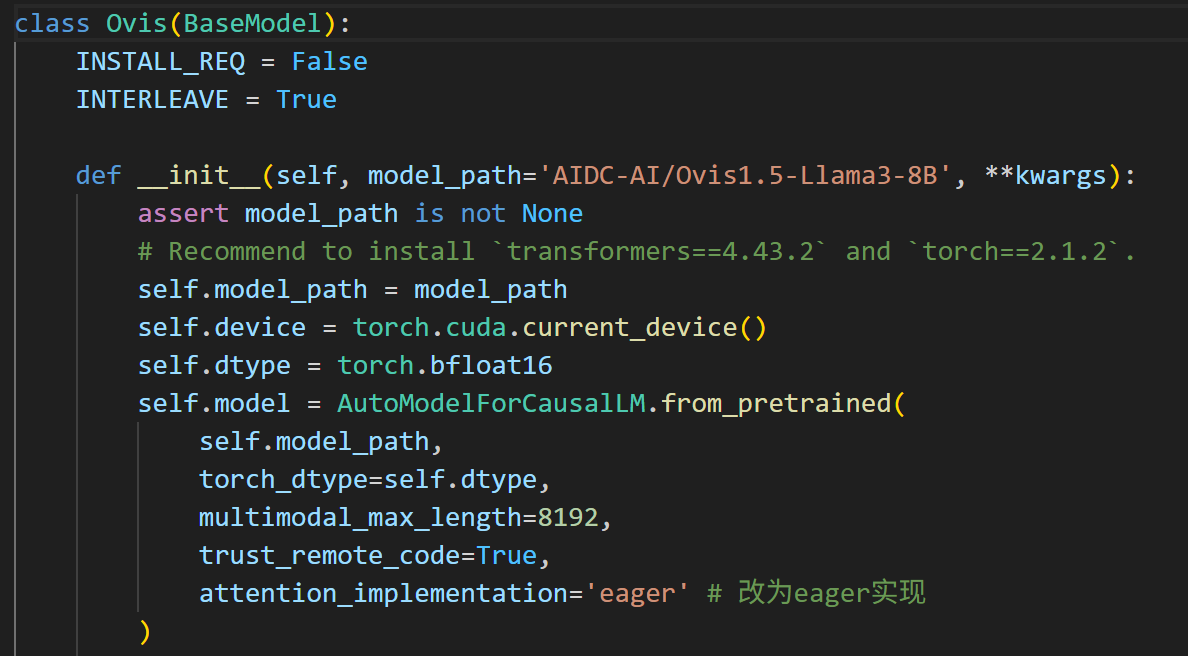 class Ovis(BaseModel):
    INSTALL_REQ = False
    INTERLEAVE = True

    def __init__(self, model_path='AIDC-AI/Ovis1.5-Llama3-8B', **kwargs):
        assert model_path is not None
        # Recommend to install `transformers==4.43.2` and `torch==2.1.2`.
        self.model_path = model_path
        self.device = torch.cuda.current_device()
        self.dtype = torch.bfloat16
        self.model = AutoModelForCausalLM.from_pretrained(
            self.model_path,
            torch_dtype=self.dtype,
            multimodal_max_length=8192,
            trust_remote_code=True,
            attention_implementation='eager' # 改为eager实现
        )